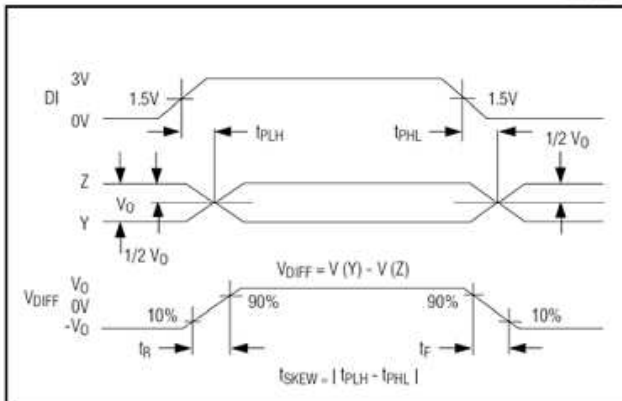 3V
DI 1.5V 1.5V
0V
tPLH tPHL 1/2 VO
Z
VO
Y
1/2 VO
VDIFF = V (Y) - V (Z)
VO
VDIFF 0V 90% 90%
-VO 10% 10%
tR tF
tSKEW = | tPLH - tPHL |